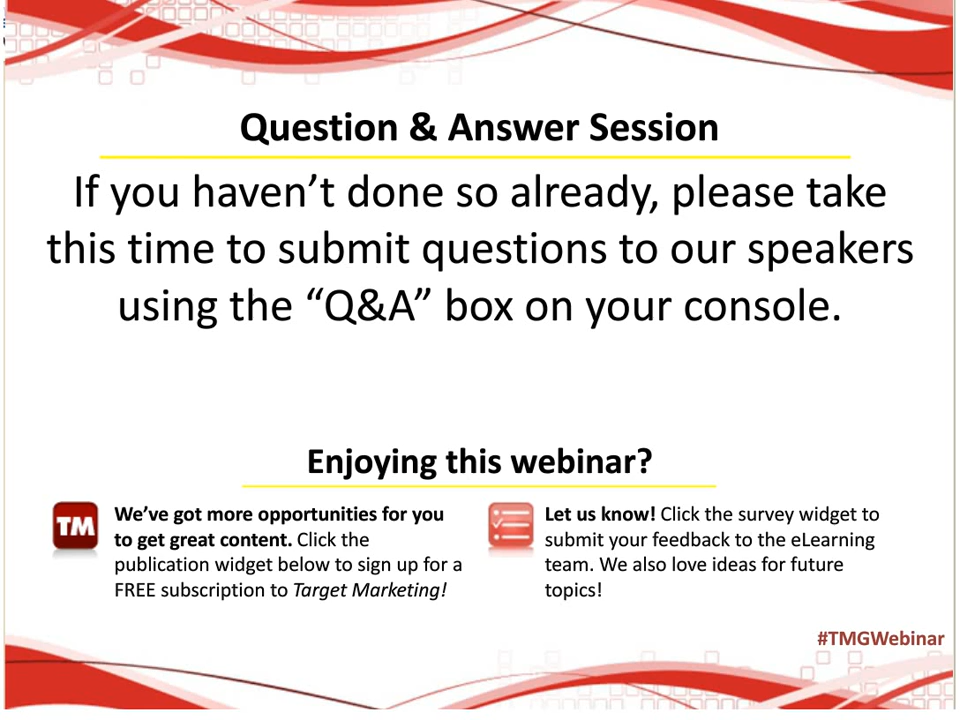 Question & Answer Session
If you haven’t done so already, please take
this time to submit questions to our speakers
using the “Q&A” box on your console.
Enjoying this webinar?
TM
We’ve got more opportunities for you
to get great content. Click the
publication widget below to sign up for a
FREE subscription to Target Marketing!
Let us know! Click the survey widget to
submit your feedback to the eLearning
team. We also love ideas for future
topics!
#TMGWebinar